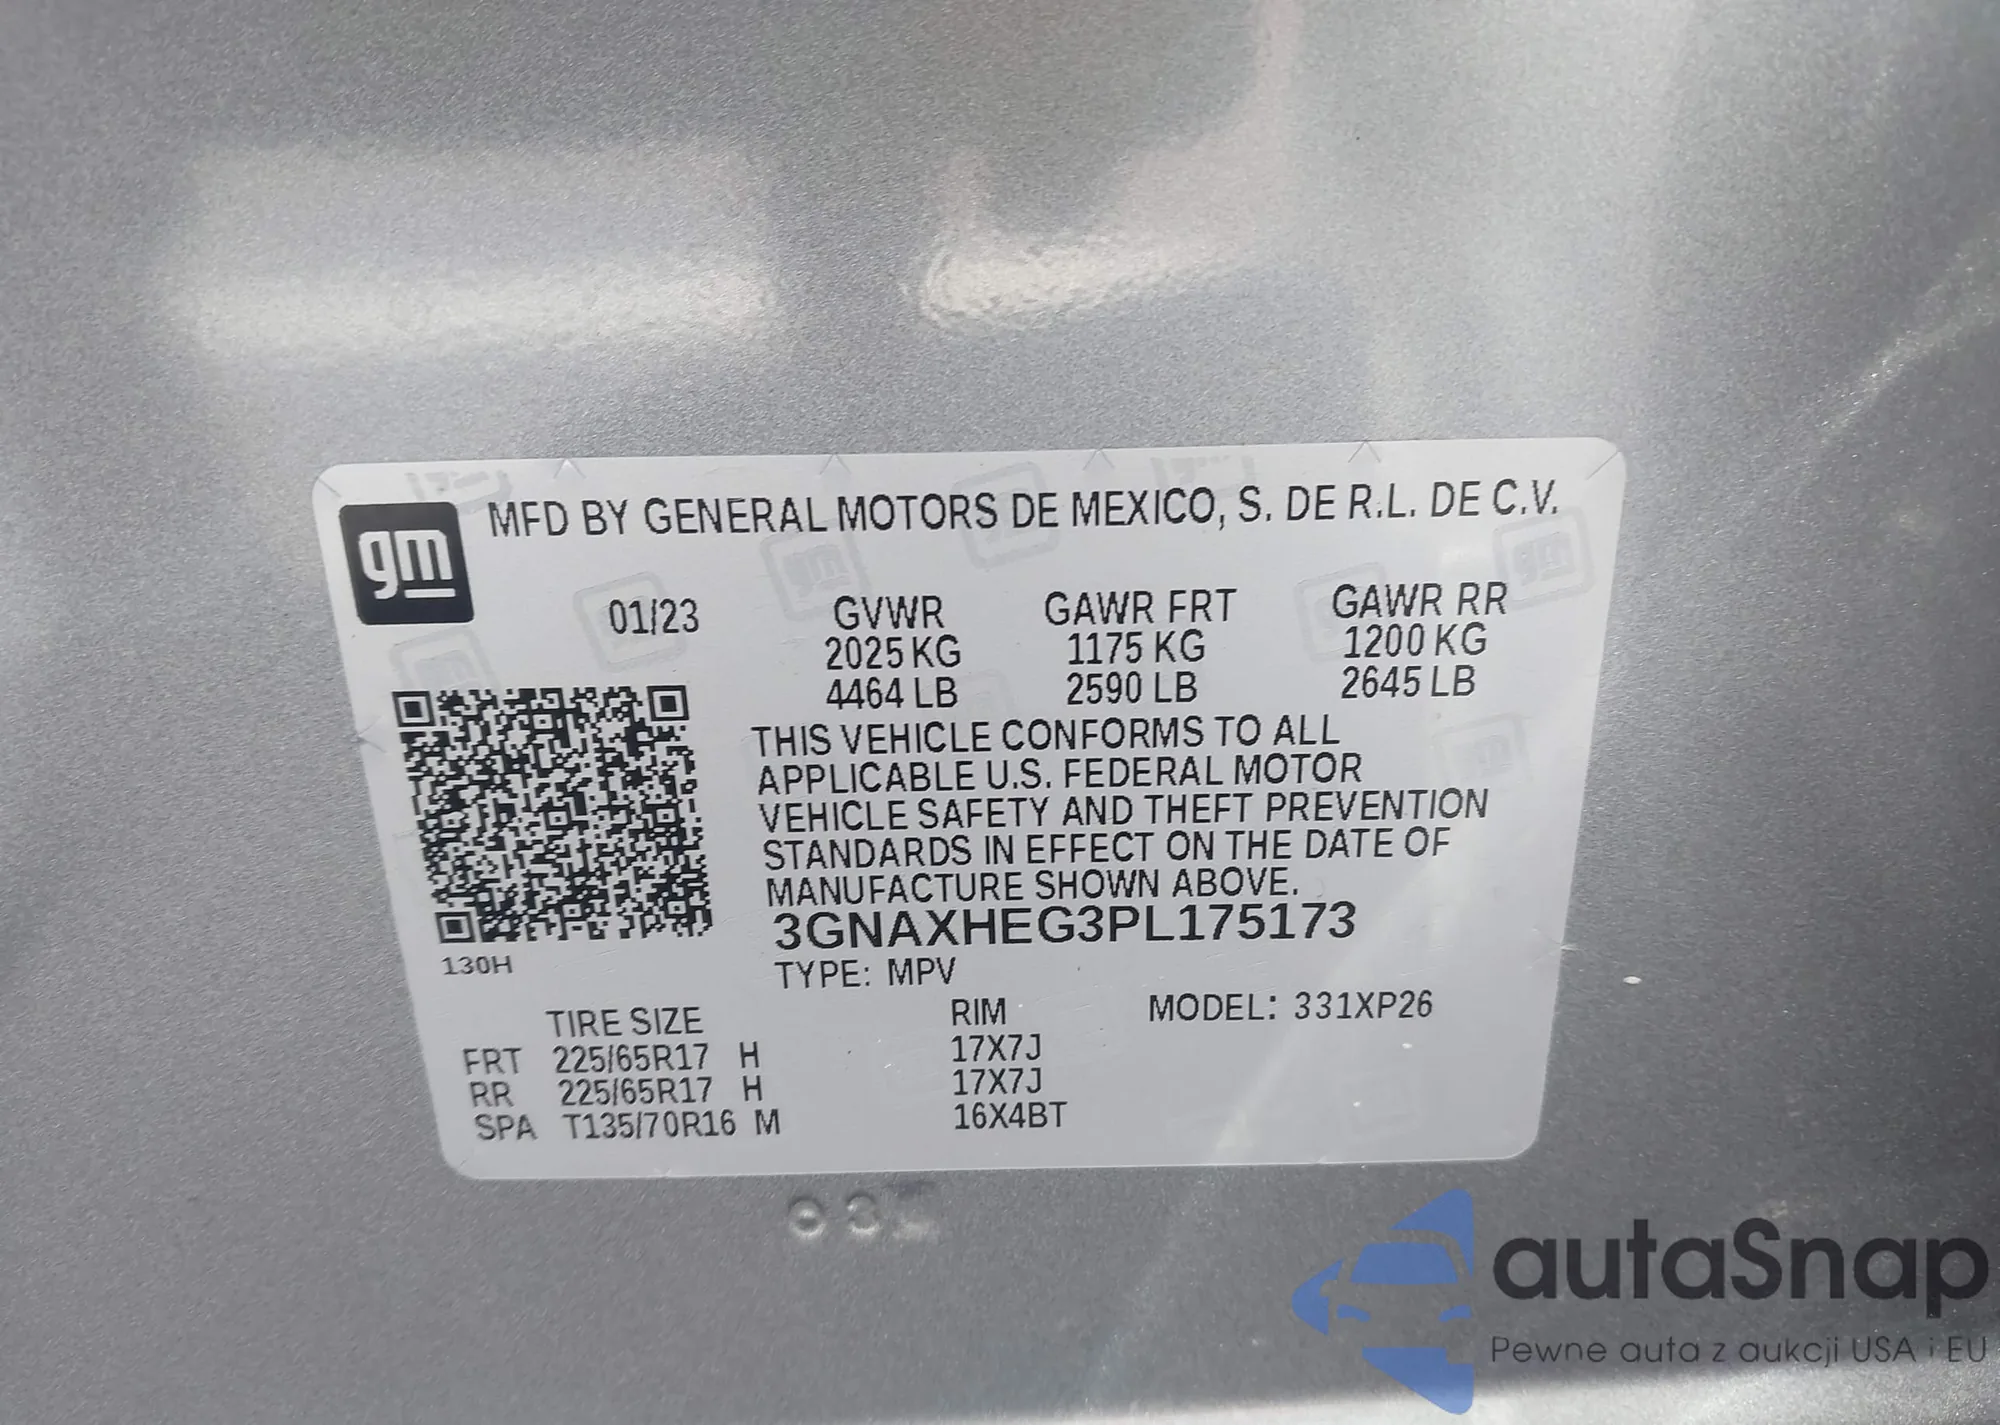 gm
MFD BY GENERAL MOTORS DE MEXICO, S. DE R.L. DE C.V.
01/23 GVWR GAWR FRT GAWR RR
2025 KG 1175 KG 1200 KG
4464 LB 2590 LB 2645 LB
THIS VEHICLE CONFORMS TO ALL
APPLICABLE U.S. FEDERAL MOTOR
VEHICLE SAFETY AND THEFT PREVENTION
STANDARDS IN EFFECT ON THE DATE OF
MANUFACTURE SHOWN ABOVE.
3GNAXHEG3PL175173
130H
TYPE: MPV
TIRE SIZE RIM MODEL: 331XP26
FRT 225/65R17 H 17X7J
RR 225/65R17 H 17X7J
SPA T135/70R16 M 16X4BT
autaSnap
Pewne auta z aukcji USA i EU